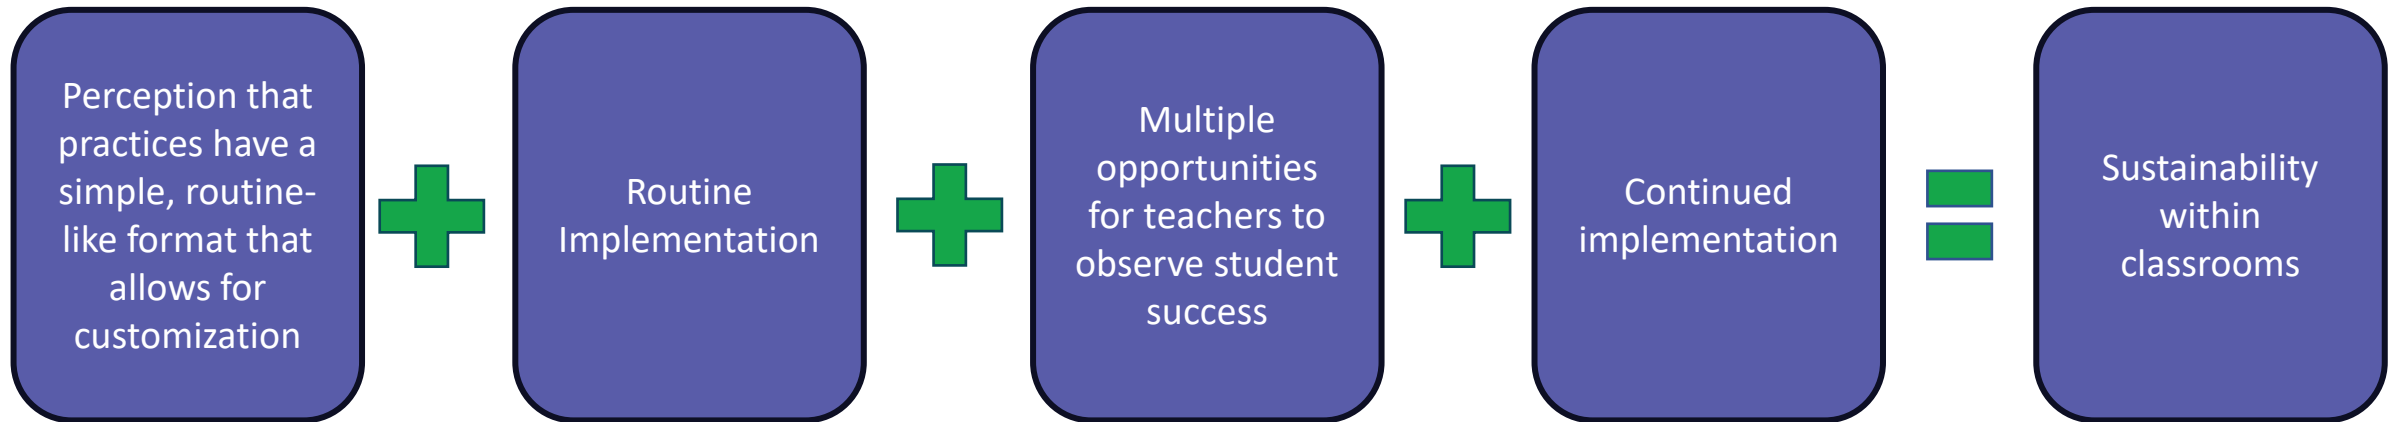 Perception that
practices have a
simple, routine-
like format that
allows for
customization
Routine
Implementation
Multiple
opportunities
for teachers to
observe student
success
Continued
implementation
Sustainability
within
classrooms